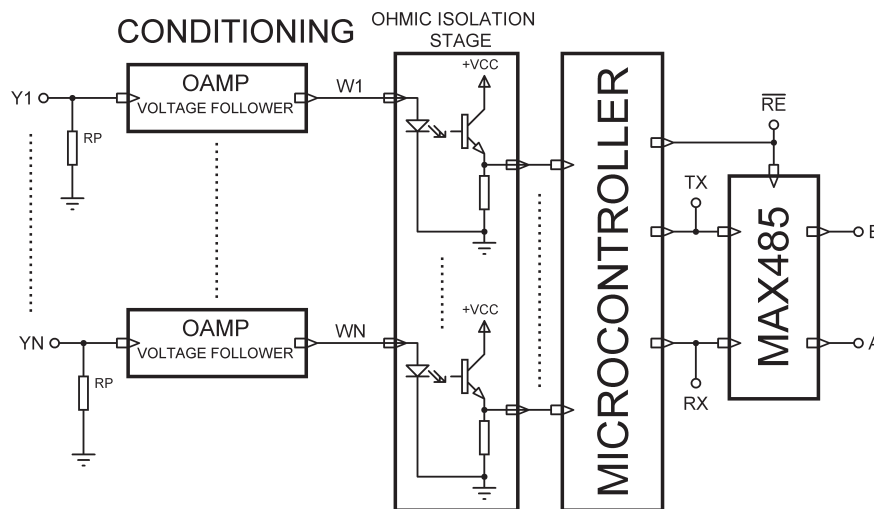 CONDITIONING
OHMIC ISOLATION
STAGE
Y1
RP
OAMP
VOLTAGE FOLLOWER
W1
+VCC
MICROCONTROLLER
RE
TX
MAX485
B
A
RX
YN
RP
OAMP
VOLTAGE FOLLOWER
WN
+VCC